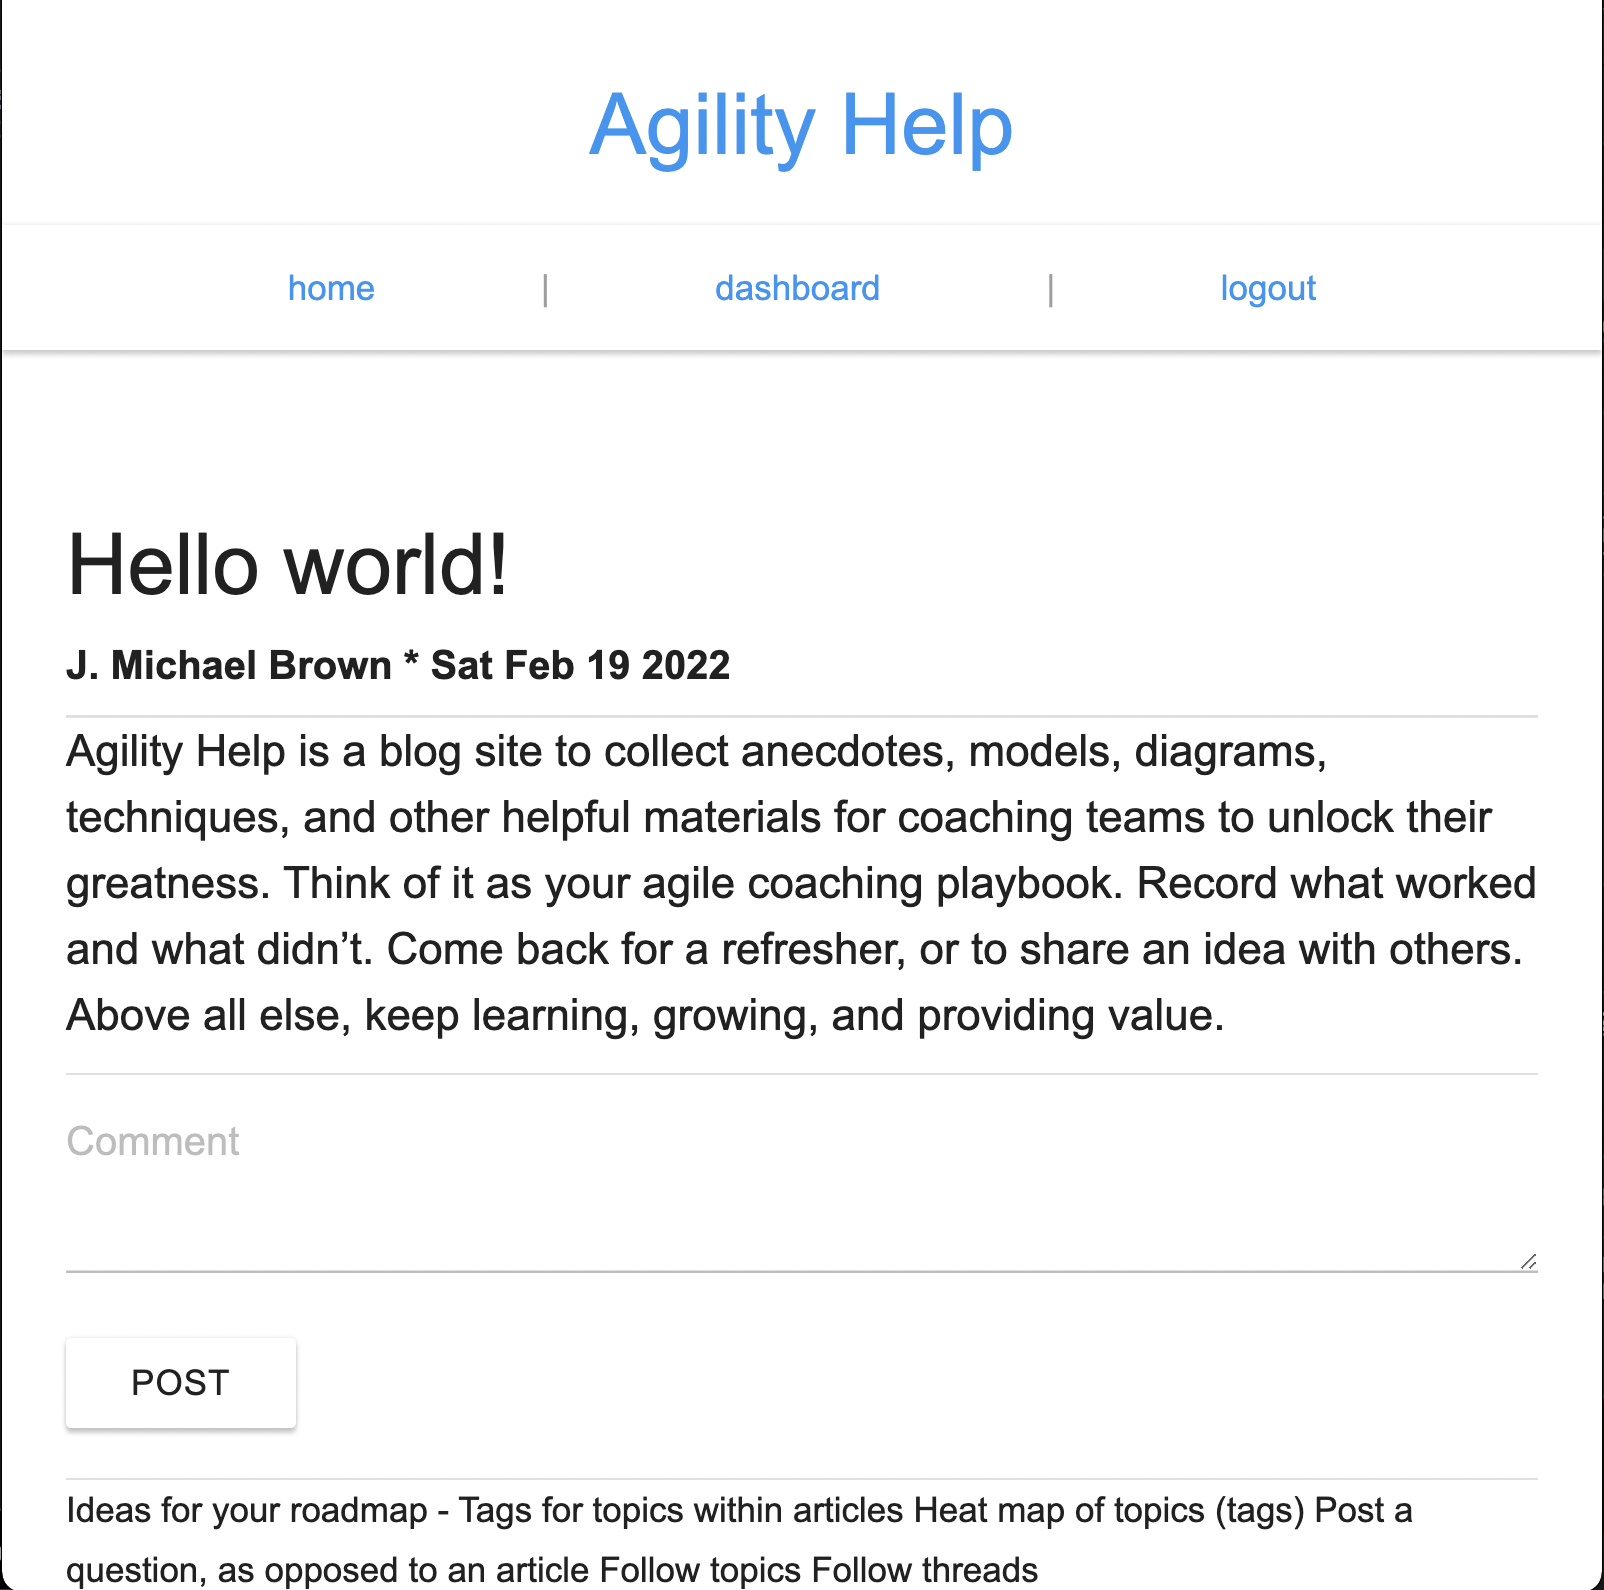 Agility Help
home | dashboard | logout
Hello world!
J. Michael Brown * Sat Feb 19 2022
Agility Help is a blog site to collect anecdotes, models, diagrams,
techniques, and other helpful materials for coaching teams to unlock their
greatness. Think of it as your agile coaching playbook. Record what worked
and what didn’t. Come back for a refresher, or to share an idea with others.
Above all else, keep learning, growing, and providing value.
Comment
POST
Ideas for your roadmap - Tags for topics within articles Heat map of topics (tags) Post a
question, as opposed to an article Follow topics Follow threads